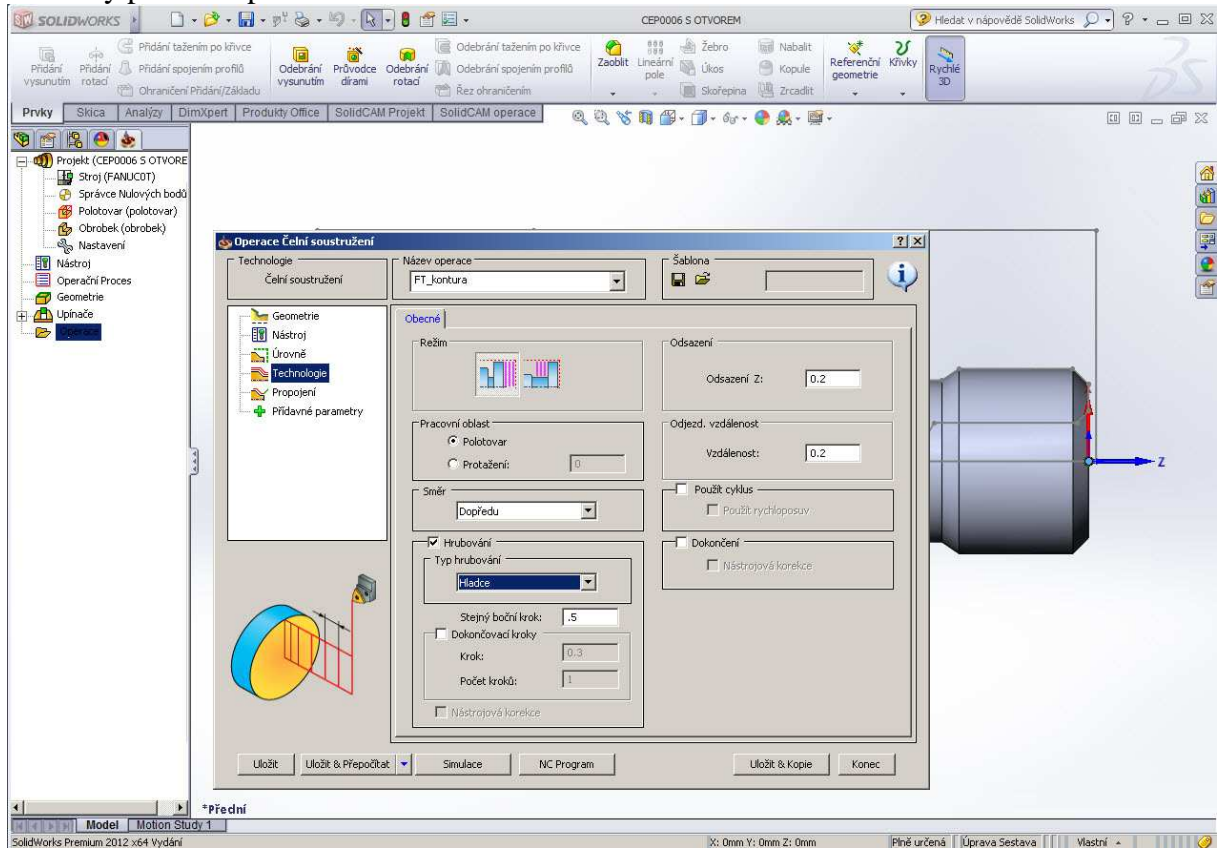 SOLIDWORKS
CEP0006 S OTVOREM
Hledat v nápovědě SolidWorks
Přidání vysunutím
Přidání rotací
Přidání tažením po křivce
Přidání spojením profilů
Ohraničení Přidání/Základu
Odebrání vysunutím
Průvodce dírami
Odebrání rotací
Odebrání tažením po křivce
Odebrání spojením profilů
Řez ohraničením
Zaoblit
Lineární pole
Žebro
Úkos
Skořepina
Nabalit
Kopule
Zrcadlit
Referenční geometrie
Křivky
Rychlé 3D
Prvky
Skica
Analýzy
DimXpert
Produkty Office
SolidCAM Projekt
SolidCAM operace
Projekt (CEP0006 S OTVORE
Stroj (FANUC0T)
Správce Nulových bodů
Polotovar (polotovar)
Obrobek (obrobek)
Nastavení
Nástroj
Operační Proces
Geometrie
Upínače
Operace
Operace Čelní soustružení
Technologie
Čelní soustružení
Název operace
FT_kontura
Šablona
Geometrie
Nástroj
Úrovně
Technologie
Propojení
Přídavné parametry
Obecné
Režim
Odsazení
Odsazení Z: 0.2
Pracovní oblast
Polotovar
Protažení: 0
Odjezd. vzdálenost
Vzdálenost: 0.2
Směr
Dopředu
Použít cyklus
Použít rychloposuv
Hrubování
Typ hrubování
Hladce
Dokončení
Nástrojová korekce
Stejný boční krok: .5
Dokončovací kroky
Krok: 0.3
Počet kroků: 1
Nástrojová korekce
Uložit
Uložit & Přepočítat
Simulace
NC Program
Uložit & Kopie
Konec
Z
*Přední
Model
Motion Study 1
SolidWorks Premium 2012 x64 Vydání
X: 0mm Y: 0mm Z: 0mm
Plně určená
Úprava Sestava
Vlastní